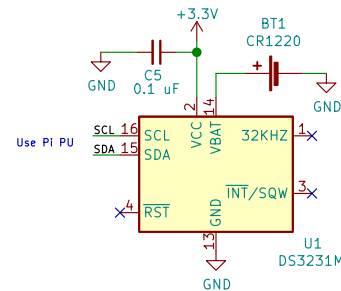 +3.3V
BT1
CR1220
GND
C5
0.1 uF
GND
2
14
VCC
VBAT
SCL 16 SCL
32KHZ 1
Use Pi PU
SDA 15 SDA
INT/SQW 3
4 RST
GND
13
U1
DS3231M
GND